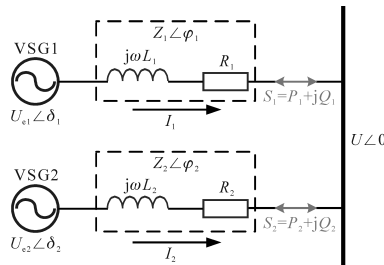 Z₁∠φ₁
VSG1
jωL₁
R₁
I₁
S₁=P₁+jQ₁
Uₑ₁∠δ₁
U∠0
Z₂∠φ₂
VSG2
jωL₂
R₂
I₂
S₂=P₂+jQ₂
Uₑ₂∠δ₂